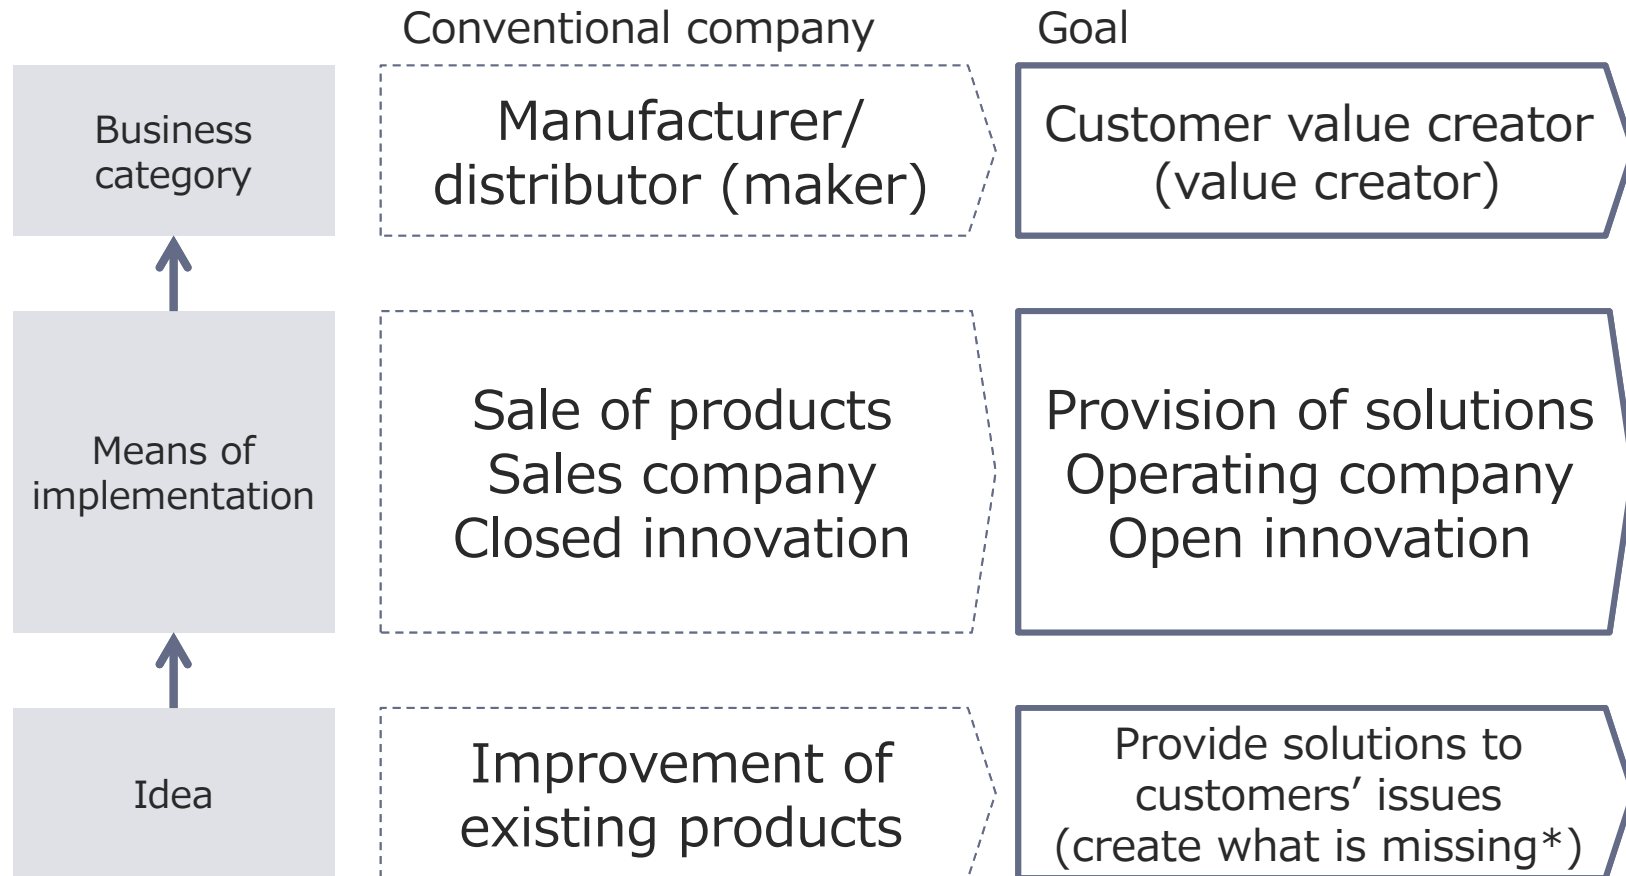 Conventional company
Goal
Business
category
Manufacturer/
distributor (maker)
Customer value creator
(value creator)
Means of
implementation
Sale of products
Sales company
Closed innovation
Provision of solutions
Operating company
Open innovation
Idea
Improvement of
existing products
Provide solutions to
customers’ issues
(create what is missing*)